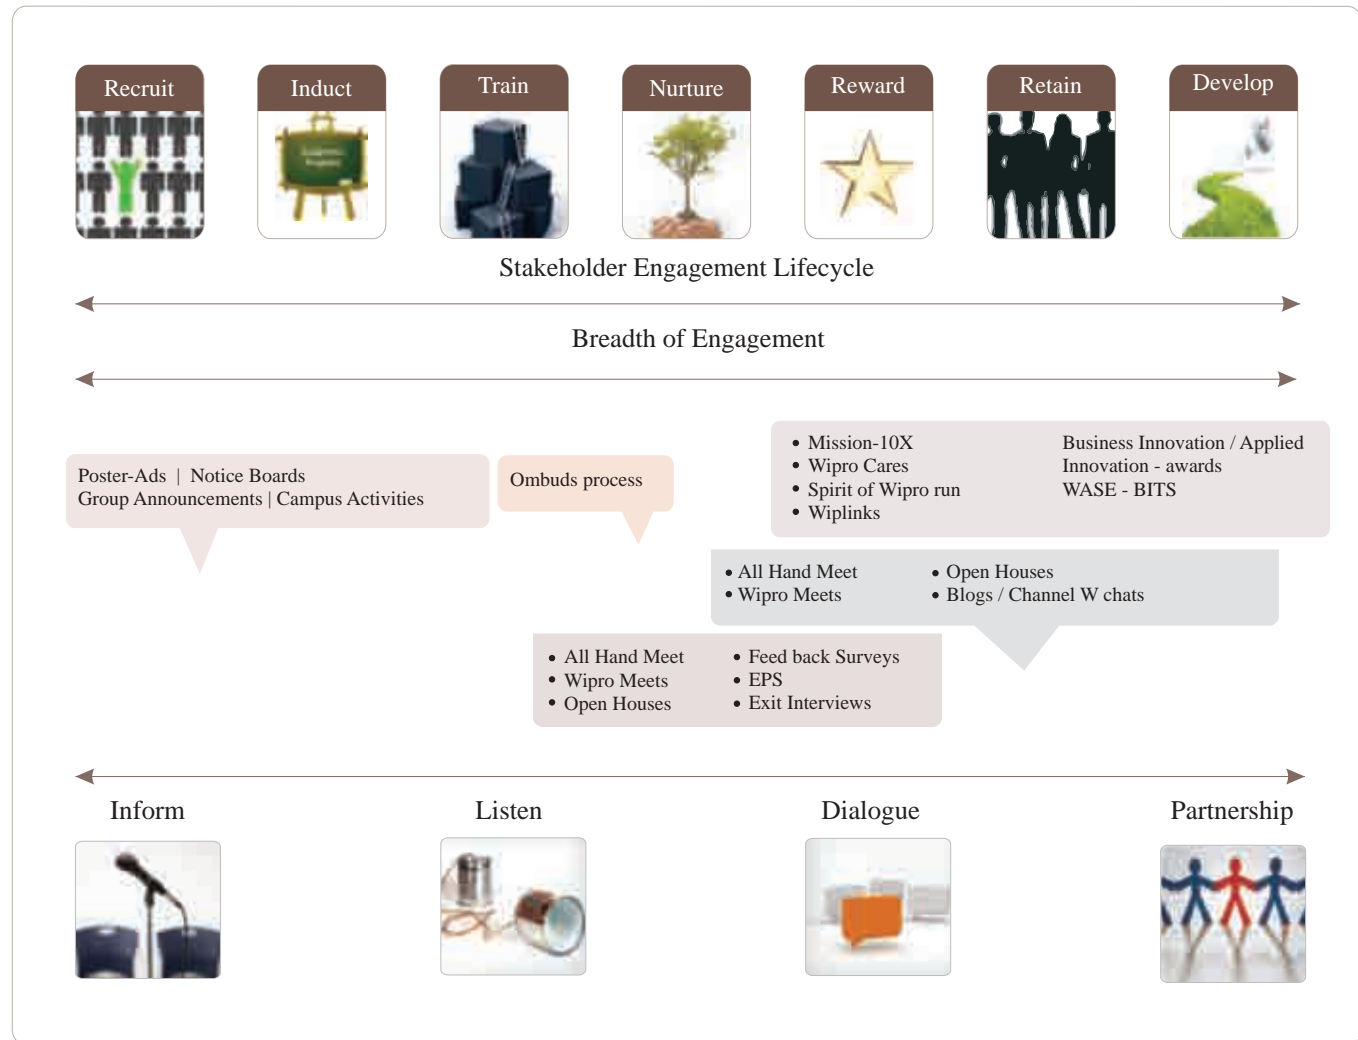 Recruit
Induct
Train
Nurture
Reward
Retain
Develop
Stakeholder Engagement Lifecycle
Breadth of Engagement
Poster-Ads | Notice Boards
Group Announcements | Campus Activities
Ombuds process
• Mission-10X
• Wipro Cares
• Spirit of Wipro run
• Wiplinks
Business Innovation / Applied
Innovation - awards
WASE - BITS
• All Hand Meet
• Wipro Meets
• Open Houses
• Blogs / Channel W chats
• All Hand Meet
• Wipro Meets
• Open Houses
• Feed back Surveys
• EPS
• Exit Interviews
Inform
Listen
Dialogue
Partnership